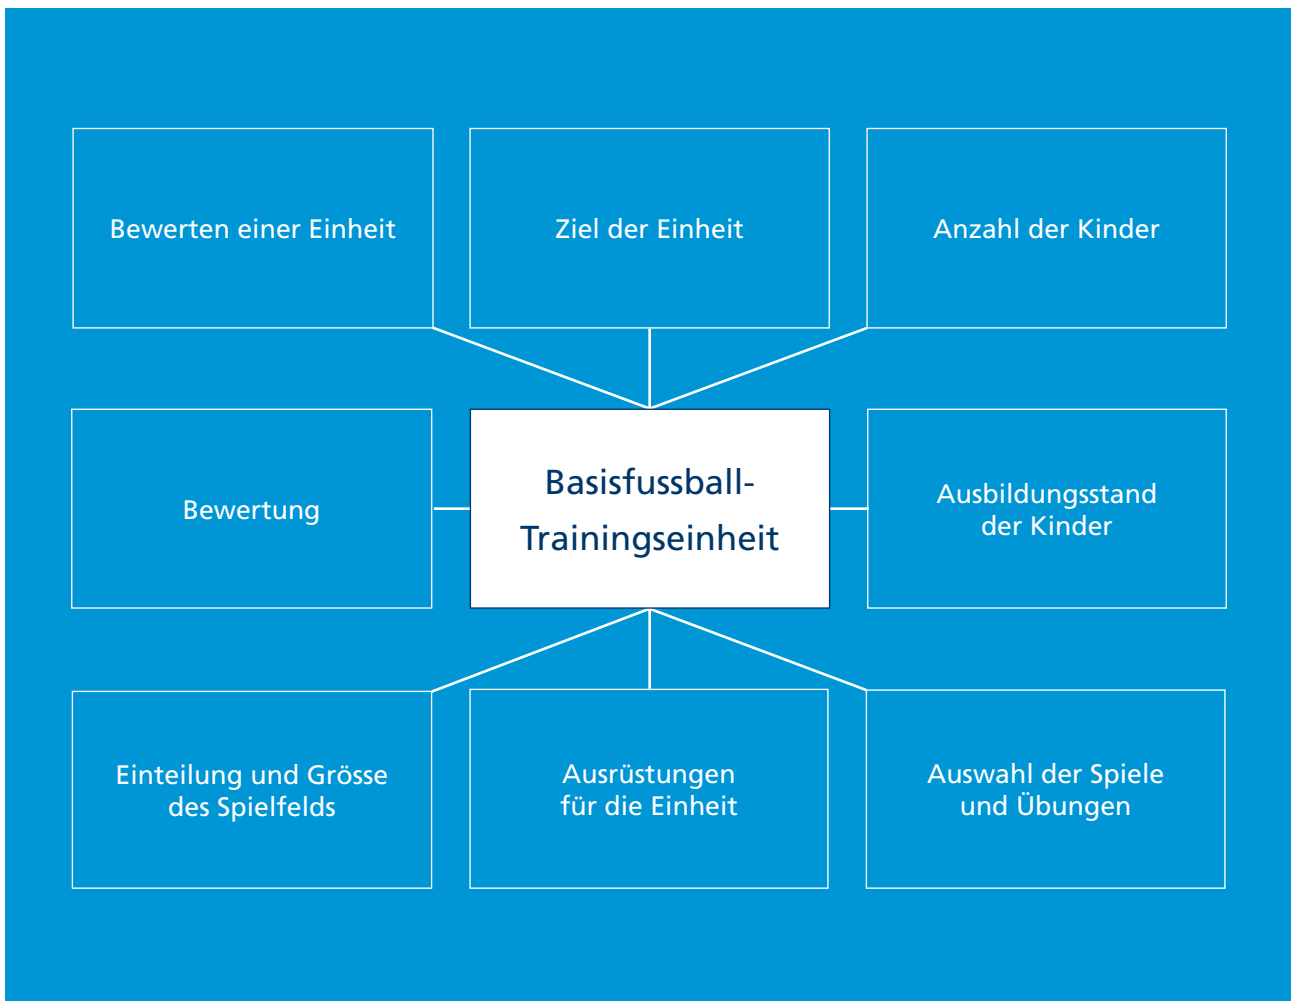 Bewerten einer Einheit
Ziel der Einheit
Anzahl der Kinder
Bewertung
Basisfussball-
Trainingseinheit
Ausbildungsstand
der Kinder
Einteilung und Grösse
des Spielfelds
Ausrüstungen
für die Einheit
Auswahl der Spiele
und Übungen